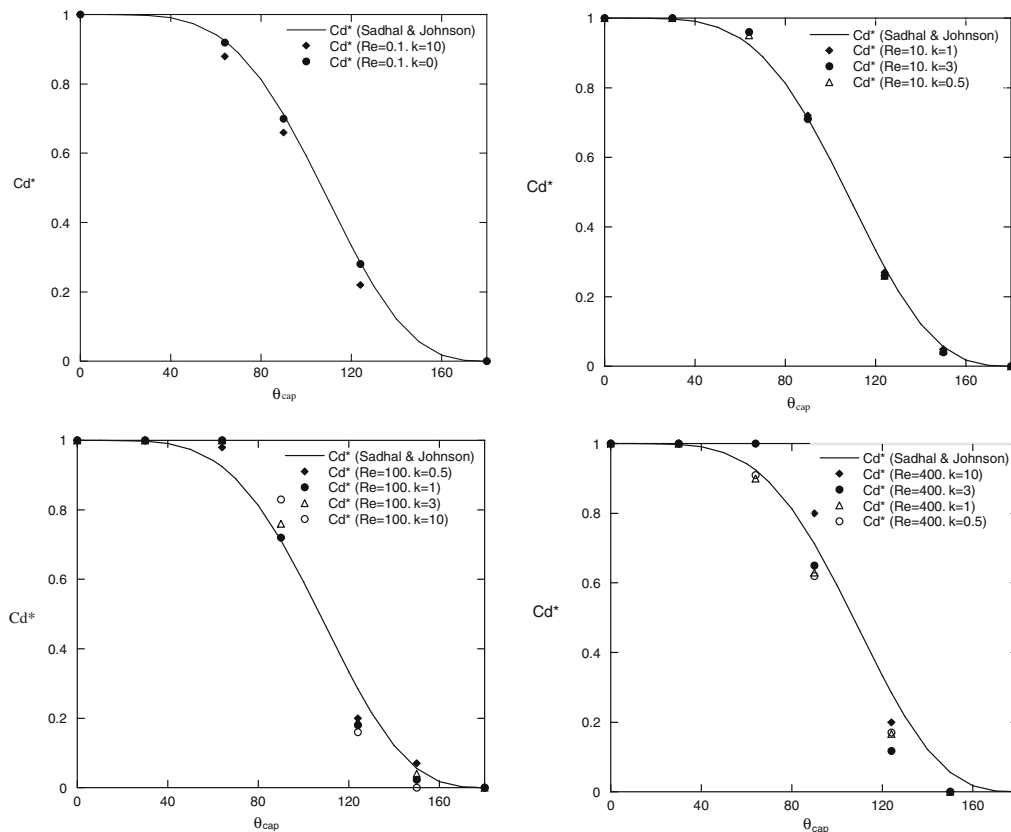 Cd* (Sadhal & Johnson)
Cd* (Re=0.1. k=10)
Cd* (Re=0.1. k=0)
1
0.8
0.6
0.4
0.2
0
Cd*
0
40
80
120
160
θcap
Cd* (Sadhal & Johnson)
Cd* (Re=10. k=1)
Cd* (Re=10. k=3)
Cd* (Re=10. k=0.5)
1
0.8
0.6
0.4
0.2
0
Cd*
0
40
80
120
160
θcap
Cd* (Sadhal & Johnson)
Cd* (Re=100. k=0.5)
Cd* (Re=100. k=1)
Cd* (Re=100. k=3)
Cd* (Re=100. k=10)
1
0.8
0.6
0.4
0.2
0
Cd*
0
40
80
120
160
θcap
Cd* (Sadhal & Johnson)
Cd* (Re=400. k=10)
Cd* (Re=400. k=3)
Cd* (Re=400. k=1)
Cd* (Re=400. k=0.5)
1
0.8
0.6
0.4
0.2
0
Cd*
0
40
80
120
160
θcap